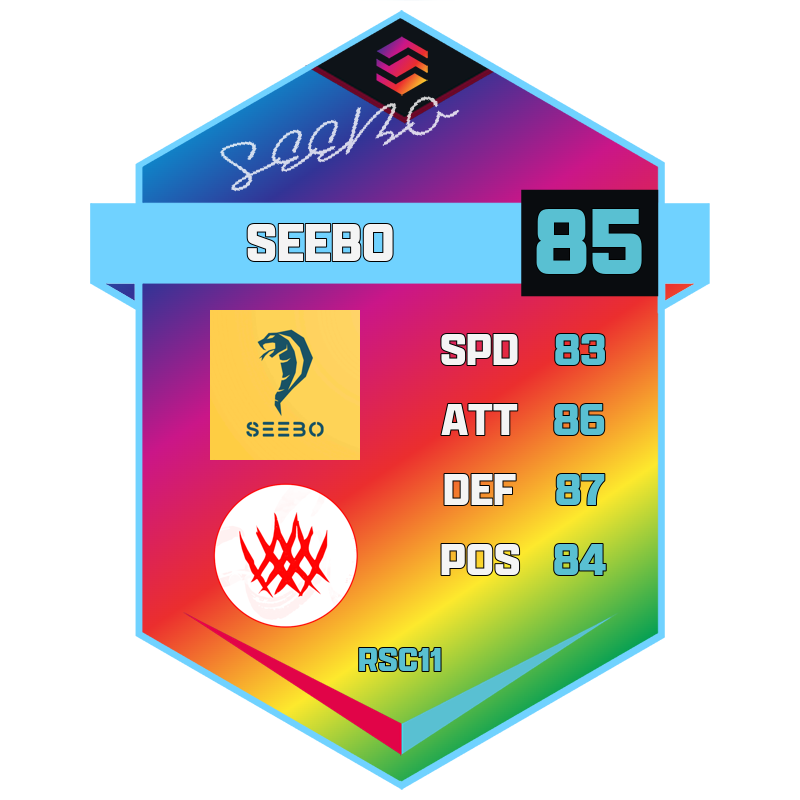 SEEBO
SEEBO 85
SEEBO
SPD 83
ATT 86
DEF 87
POS 84
RSC11